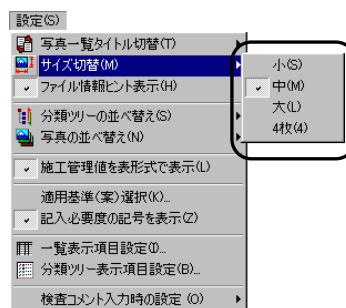 設定(S)
写真一覧タイトル切替(T)
サイズ切替(M)
ファイル情報ヒント表示(H)
分類ツリーの並べ替え(S)
写真の並べ替え(N)
施工管理値を表形式で表示(L)
適用基準(案)選択(K)...
記入必要度の記号を表示(Z)
一覧表示項目設定(I)...
分類ツリー表示項目設定(B)...
検査コメント入力時の設定 (O)
小(S)
中(M)
大(L)
4枚(4)